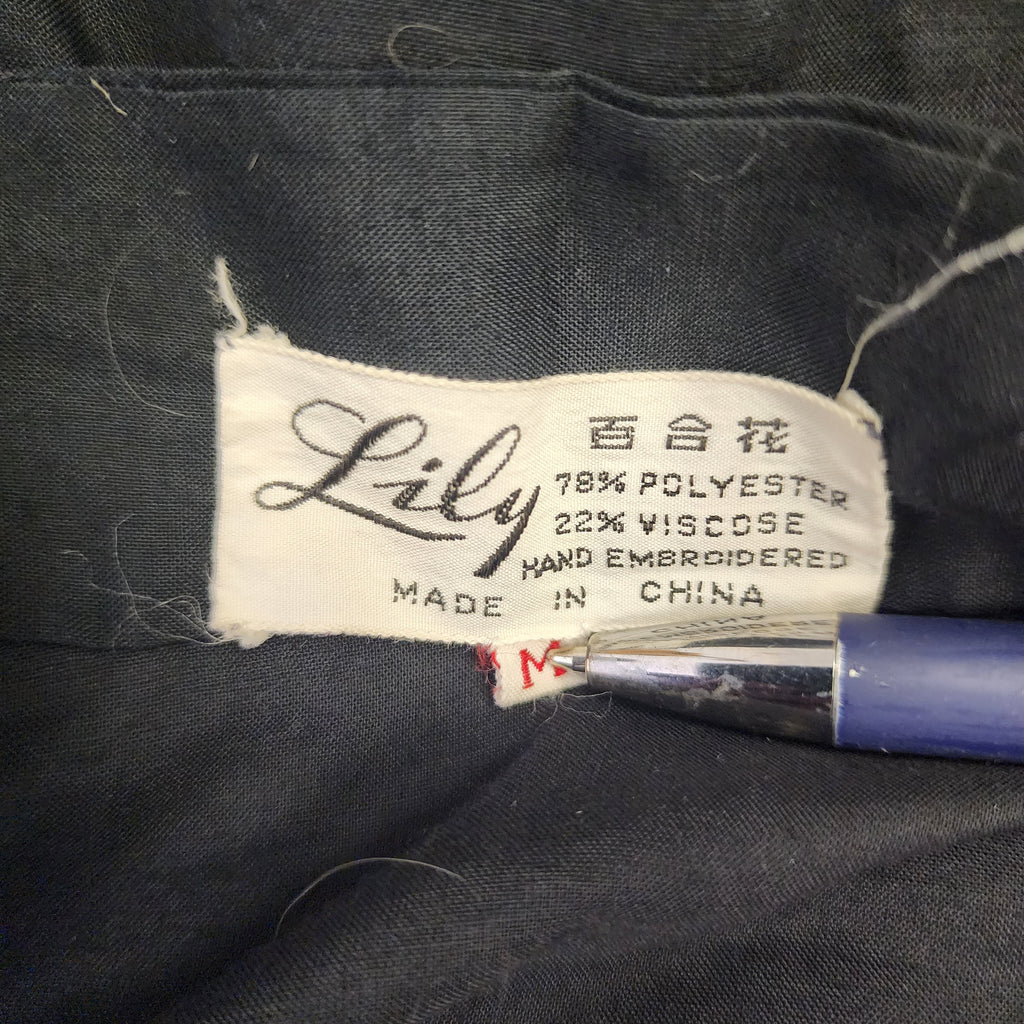 Lily
百合花
78% POLYESTER
22% VISCOSE
HAND EMBROIDERED
MADE IN CHINA
M